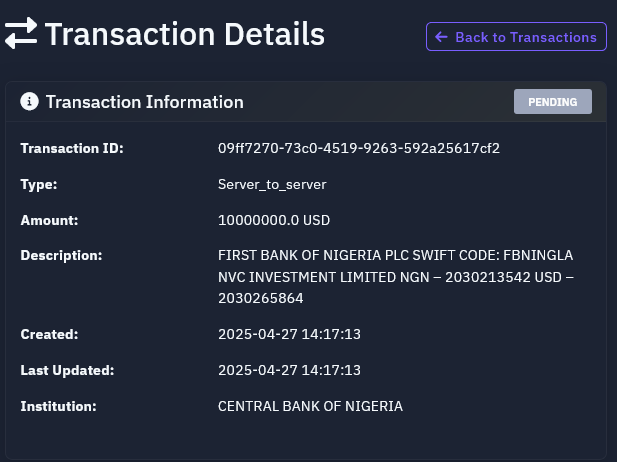 Transaction Details
← Back to Transactions
Transaction Information
PENDING
Transaction ID: 09ff7270-73c0-4519-9263-592a25617cf2
Type: Server_to_server
Amount: 10000000.0 USD
Description: FIRST BANK OF NIGERIA PLC SWIFT CODE: FBNINGLA
NVC INVESTMENT LIMITED NGN – 2030213542 USD –
2030265864
Created: 2025-04-27 14:17:13
Last Updated: 2025-04-27 14:17:13
Institution: CENTRAL BANK OF NIGERIA